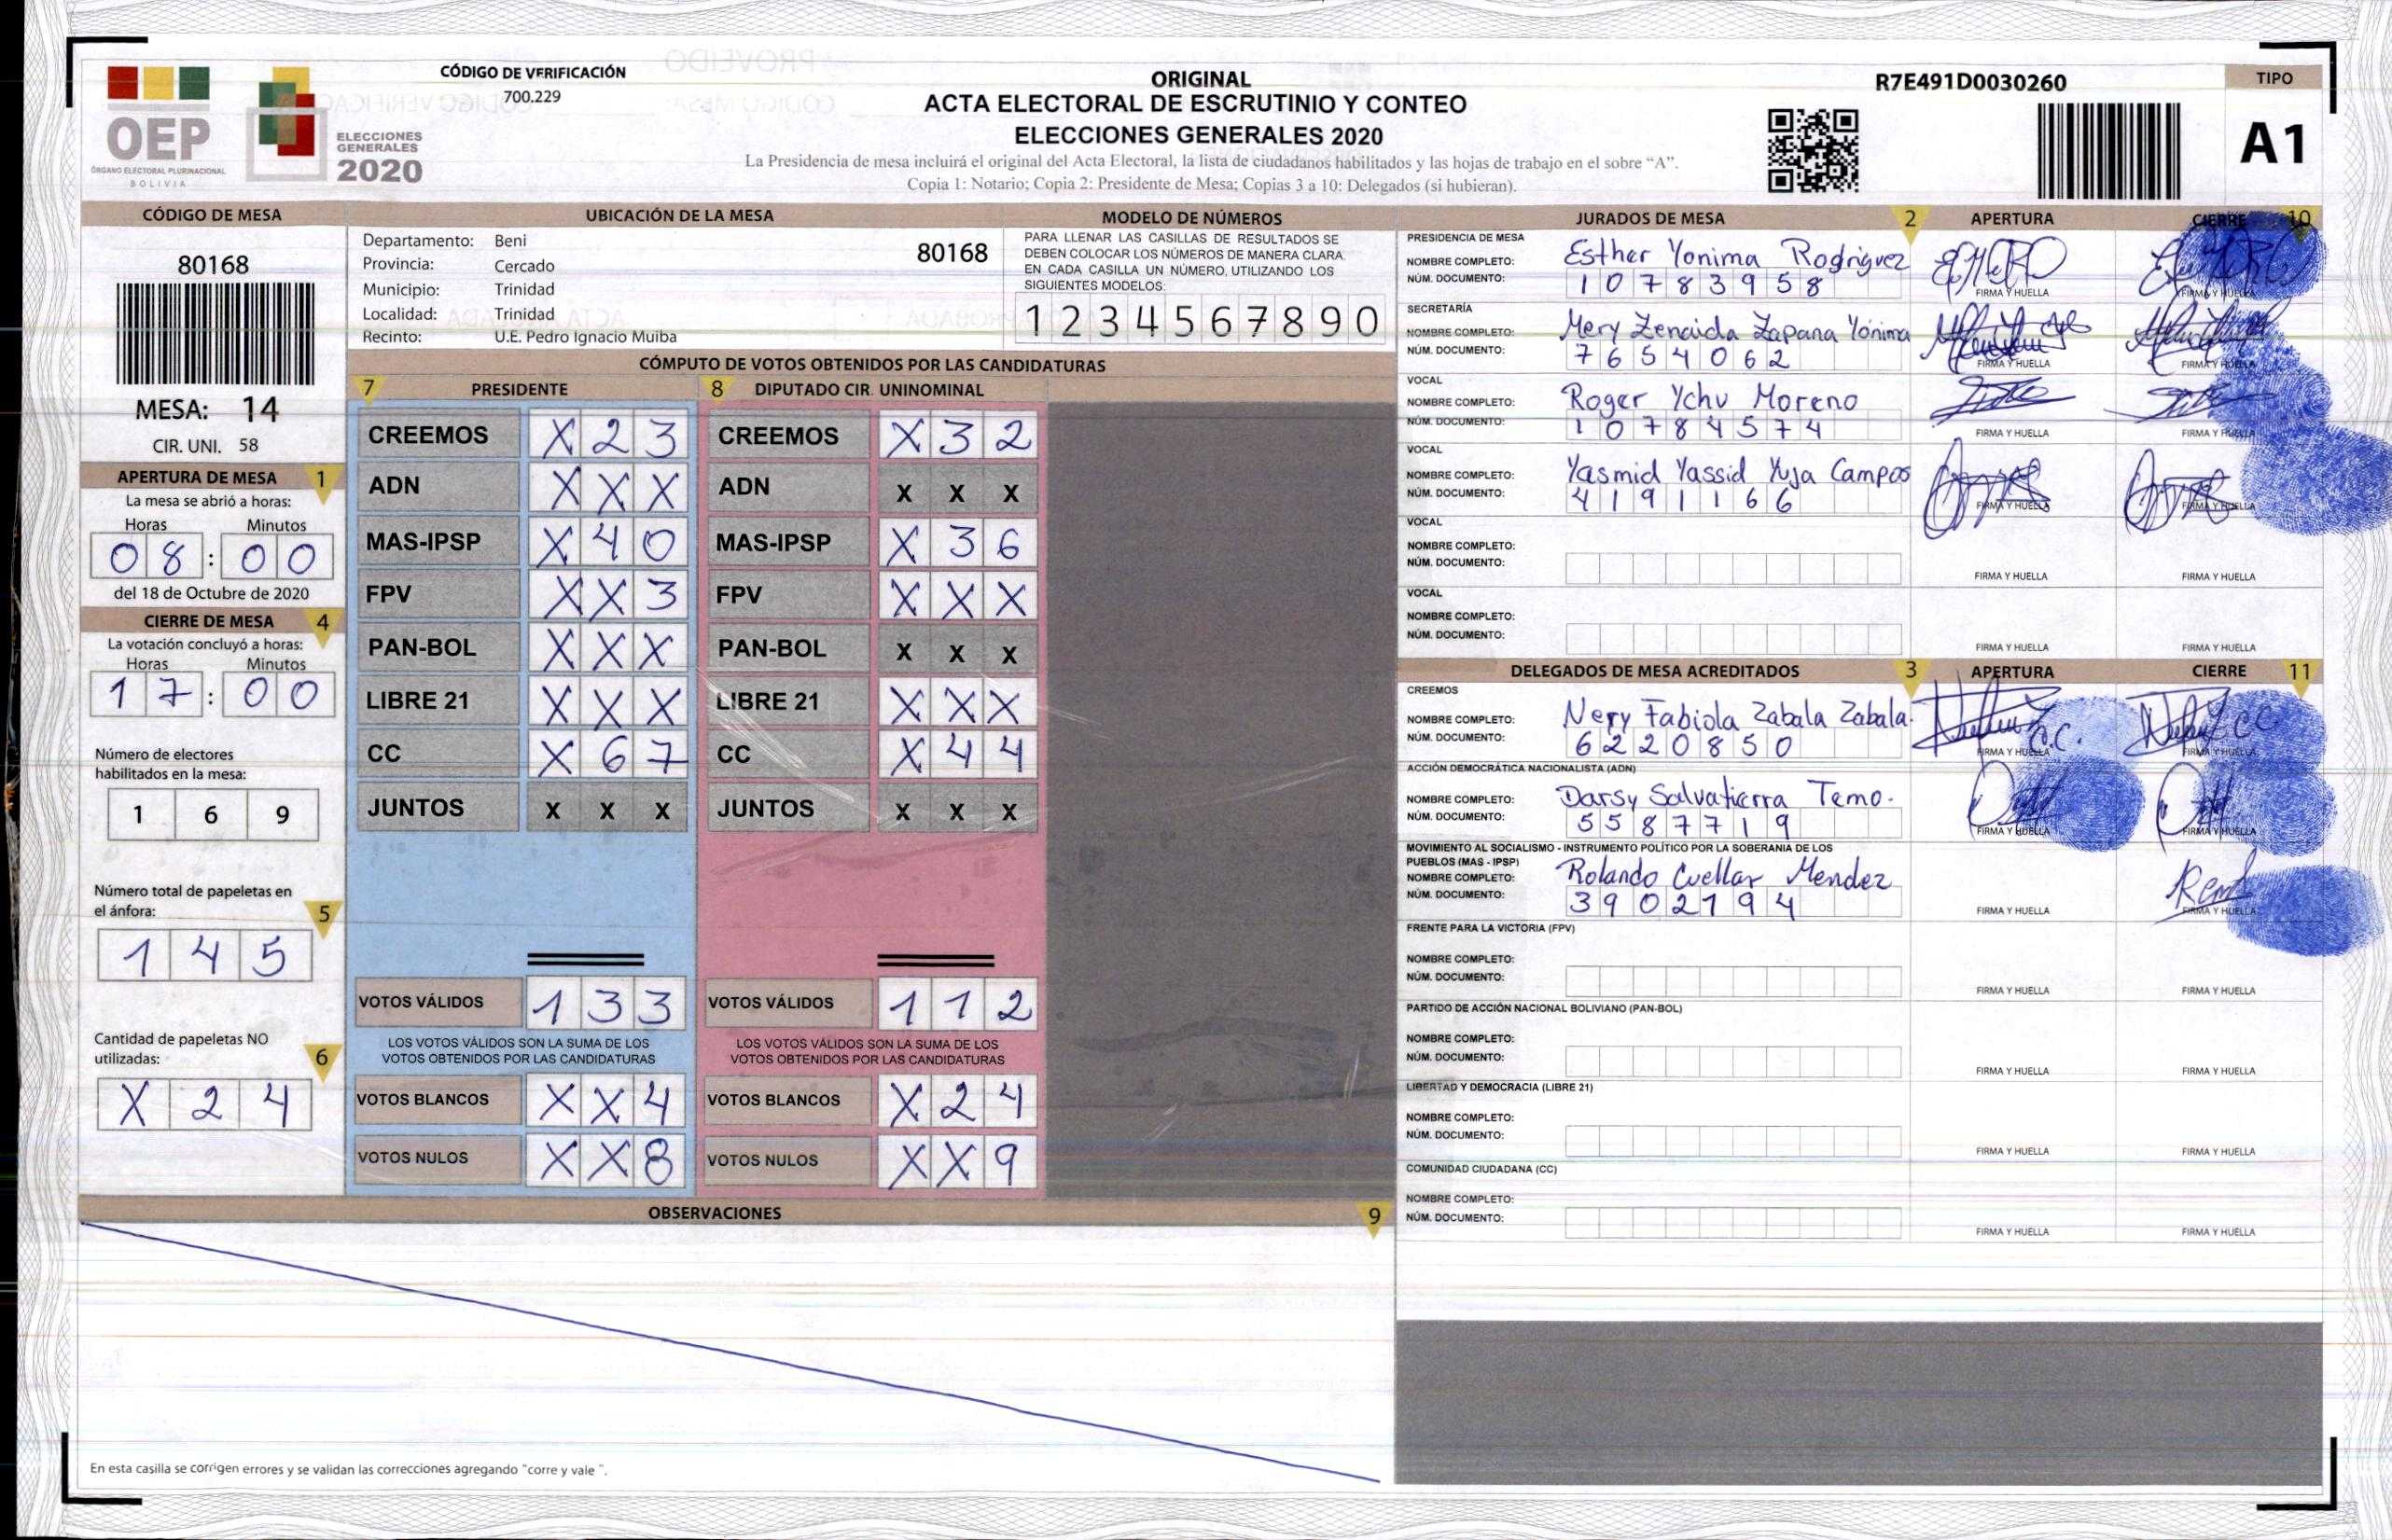 CÓDIGO DE VERIFICACIÓN
700.229
OEP
ÓRGANO ELECTORAL PLURINACIONAL
BOLIVIA
ELECCIONES
GENERALES
2020
ORIGINAL
ACTA ELECTORAL DE ESCRUTINIO Y CONTEO
ELECCIONES GENERALES 2020
La Presidencia de mesa incluirá el original del Acta Electoral, la lista de ciudadanos habilitados y las hojas de trabajo en el sobre “A”.
Copia 1: Notario; Copia 2: Presidente de Mesa; Copias 3 a 10: Delegados (si hubieran).
R7E491D0030260
TIPO
A1
CÓDIGO DE MESA
80168
MESA: 14
CIR. UNI. 58
APERTURA DE MESA 1
La mesa se abrió a horas:
Horas Minutos
08 : 00
del 18 de Octubre de 2020
CIERRE DE MESA 4
La votación concluyó a horas:
Horas Minutos
17 : 00
Número de electores
habilitados en la mesa:
1 6 9
Número total de papeletas en
el ánfora: 5
1 4 5
Cantidad de papeletas NO
utilizadas: 6
X 2 4
UBICACIÓN DE LA MESA
Departamento: Beni 80168
Provincia: Cercado
Municipio: Trinidad
Localidad: Trinidad
Recinto: U.E. Pedro Ignacio Muiba
MODELO DE NÚMEROS
PARA LLENAR LAS CASILLAS DE RESULTADOS SE
DEBEN COLOCAR LOS NÚMEROS DE MANERA CLARA.
EN CADA CASILLA UN NÚMERO, UTILIZANDO LOS
SIGUIENTES MODELOS:
1 2 3 4 5 6 7 8 9 0
CÓMPUTO DE VOTOS OBTENIDOS POR LAS CANDIDATURAS
7 PRESIDENTE 8 DIPUTADO CIR. UNINOMINAL
CREEMOS X 2 3 CREEMOS X 3 2
ADN X X X ADN X X X
MAS-IPSP X 4 0 MAS-IPSP X 3 6
FPV X X 3 FPV X X X
PAN-BOL X X X PAN-BOL X X X
LIBRE 21 X X X LIBRE 21 X X X
CC X 6 7 CC X 4 4
JUNTOS X X X JUNTOS X X X
VOTOS VÁLIDOS 1 3 3 VOTOS VÁLIDOS 1 1 2
LOS VOTOS VÁLIDOS SON LA SUMA DE LOS LOS VOTOS VÁLIDOS SON LA SUMA DE LOS
VOTOS OBTENIDOS POR LAS CANDIDATURAS VOTOS OBTENIDOS POR LAS CANDIDATURAS
VOTOS BLANCOS X X 4 VOTOS BLANCOS X 2 4
VOTOS NULOS X X 8 VOTOS NULOS X X 9
OBSERVACIONES 9
En esta casilla se corrigen errores y se validan las correcciones agregando "corre y vale ".
JURADOS DE MESA 2 APERTURA CIERRE 10
PRESIDENCIA DE MESA
NOMBRE COMPLETO: Esther Yonima Rodriguez
NÚM. DOCUMENTO: 10783958 FIRMA Y HUELLA FIRMA Y HUELLA
SECRETARÍA
NOMBRE COMPLETO: Mery Zenaida Zapana Yonima
NÚM. DOCUMENTO: 7654062 FIRMA Y HUELLA FIRMA Y HUELLA
VOCAL
NOMBRE COMPLETO: Roger Ychu Moreno
NÚM. DOCUMENTO: 10784574 FIRMA Y HUELLA FIRMA Y HUELLA
VOCAL
NOMBRE COMPLETO: Yasmid Yassid Yuja Campos
NÚM. DOCUMENTO: 4191166 FIRMA Y HUELLA FIRMA Y HUELLA
VOCAL
NOMBRE COMPLETO:
NÚM. DOCUMENTO: FIRMA Y HUELLA FIRMA Y HUELLA
VOCAL
NOMBRE COMPLETO:
NÚM. DOCUMENTO: FIRMA Y HUELLA FIRMA Y HUELLA
DELEGADOS DE MESA ACREDITADOS 3 APERTURA CIERRE 11
CREEMOS
NOMBRE COMPLETO: Nery Fabiola Zabala Zabala.
NÚM. DOCUMENTO: 6220850 FIRMA Y HUELLA FIRMA Y HUELLA
ACCIÓN DEMOCRÁTICA NACIONALISTA (ADN)
NOMBRE COMPLETO: Darsy Salvatierra Temo.
NÚM. DOCUMENTO: 5587719 FIRMA Y HUELLA FIRMA Y HUELLA
MOVIMIENTO AL SOCIALISMO - INSTRUMENTO POLÍTICO POR LA SOBERANIA DE LOS
PUEBLOS (MAS - IPSP)
NOMBRE COMPLETO: Rolando Cuellar Mendez
NÚM. DOCUMENTO: 3902194 FIRMA Y HUELLA FIRMA Y HUELLA
FRENTE PARA LA VICTORIA (FPV)
NOMBRE COMPLETO:
NÚM. DOCUMENTO: FIRMA Y HUELLA FIRMA Y HUELLA
PARTIDO DE ACCIÓN NACIONAL BOLIVIANO (PAN-BOL)
NOMBRE COMPLETO:
NÚM. DOCUMENTO: FIRMA Y HUELLA FIRMA Y HUELLA
LIBERTAD Y DEMOCRACIA (LIBRE 21)
NOMBRE COMPLETO:
NÚM. DOCUMENTO: FIRMA Y HUELLA FIRMA Y HUELLA
COMUNIDAD CIUDADANA (CC)
NOMBRE COMPLETO:
NÚM. DOCUMENTO: FIRMA Y HUELLA FIRMA Y HUELLA